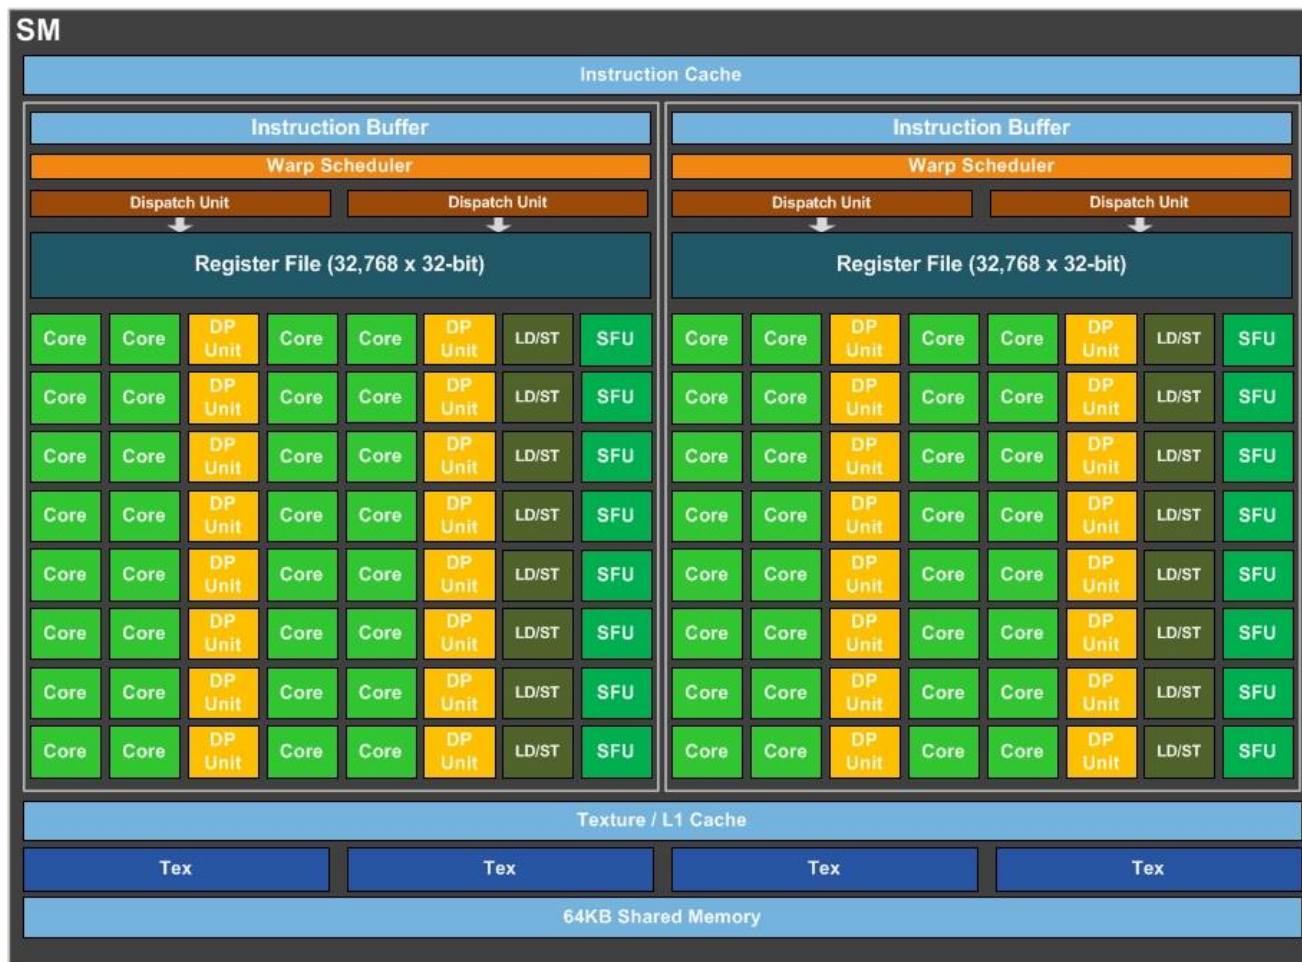 SM
Instruction Cache
Instruction Buffer Instruction Buffer
Warp Scheduler Warp Scheduler
Dispatch Unit Dispatch Unit Dispatch Unit Dispatch Unit
Register File (32,768 x 32-bit) Register File (32,768 x 32-bit)
Core Core DP Unit Core Core DP Unit LD/ST SFU Core Core DP Unit Core Core DP Unit LD/ST SFU
Core Core DP Unit Core Core DP Unit LD/ST SFU Core Core DP Unit Core Core DP Unit LD/ST SFU
Core Core DP Unit Core Core DP Unit LD/ST SFU Core Core DP Unit Core Core DP Unit LD/ST SFU
Core Core DP Unit Core Core DP Unit LD/ST SFU Core Core DP Unit Core Core DP Unit LD/ST SFU
Core Core DP Unit Core Core DP Unit LD/ST SFU Core Core DP Unit Core Core DP Unit LD/ST SFU
Core Core DP Unit Core Core DP Unit LD/ST SFU Core Core DP Unit Core Core DP Unit LD/ST SFU
Core Core DP Unit Core Core DP Unit LD/ST SFU Core Core DP Unit Core Core DP Unit LD/ST SFU
Core Core DP Unit Core Core DP Unit LD/ST SFU Core Core DP Unit Core Core DP Unit LD/ST SFU
Texture / L1 Cache
Tex Tex Tex Tex
64KB Shared Memory